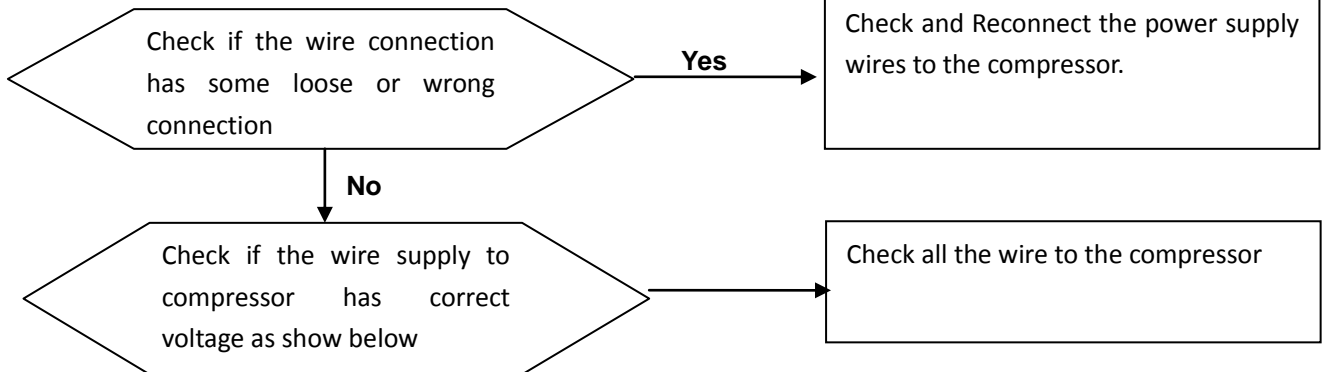 Check if the wire connection
has some loose or wrong
connection
Yes
Check and Reconnect the power supply
wires to the compressor.
No
Check if the wire supply to
compressor has correct
voltage as show below
Check all the wire to the compressor